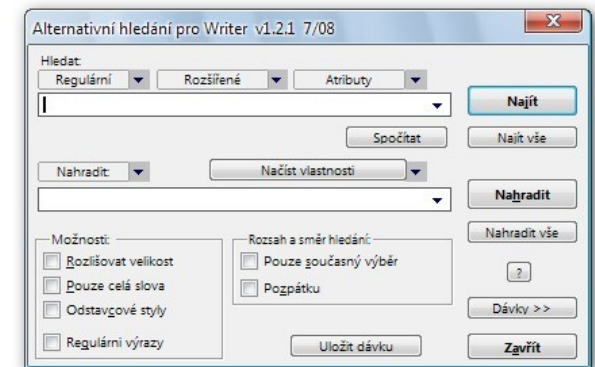 Alternativní hledání pro Writer v1.2.1 7/08
Hledat:
Regulární Rozšířené Atributy
Najít
Spočítat Najít vše
Nahradit: Načíst vlastnosti
Nahradit
Nahradit vše
Možnosti: Rozsah a směr hledání:
Rozlišovat velikost Pouze současný výběr
Pouze celá slova Pozpátku
?
Odstavcové styly Dávky >>
Regulárni výrazy Uložit dávku Zavřít